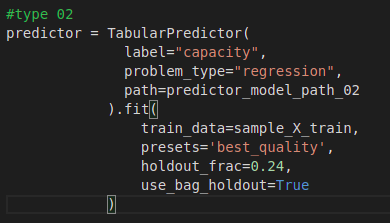 #type 02
predictor = TabularPredictor(
label="capacity",
problem_type="regression",
path=predictor_model_path_02
).fit(
train_data=sample_X_train,
presets='best_quality',
holdout_frac=0.24,
use_bag_holdout=True
)